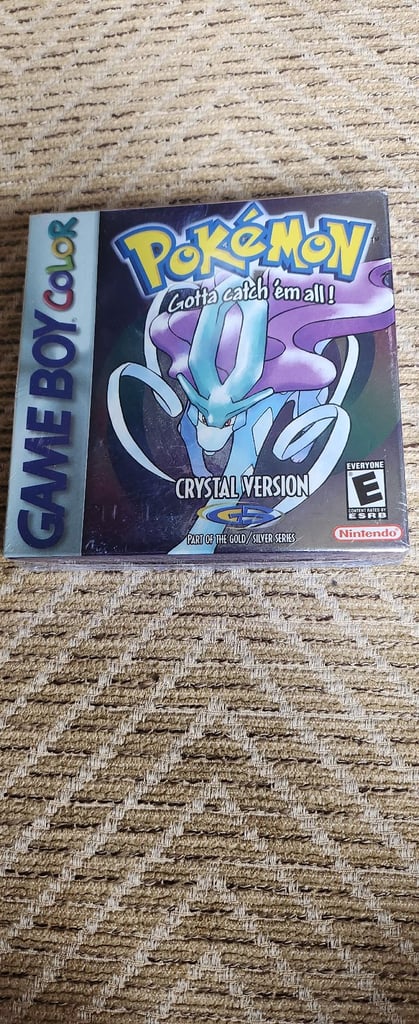 GAME BOY COLOR
POKéMON
Gotta catch 'em all!
CRYSTAL VERSION
GS
PART OF THE GOLD/SILVER SERIES
EVERYONE
E
CONTENT RATED BY
ESRB
Nintendo